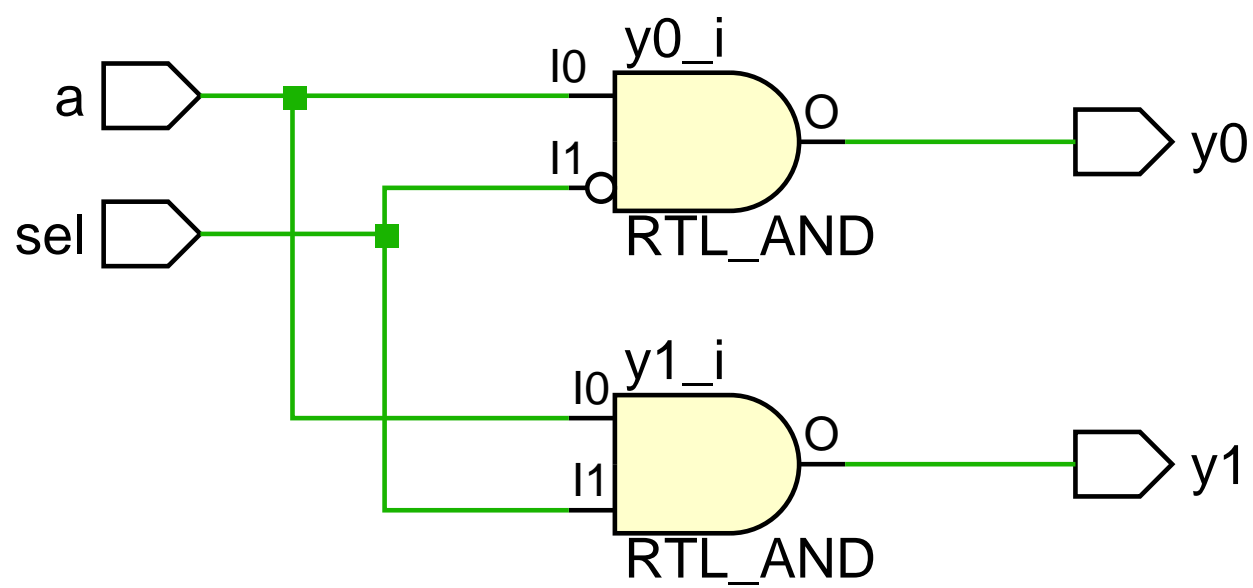 y0_i
I0
a
O
I1
y0
sel
RTL_AND
y1_i
I0
O
I1
y1
RTL_AND